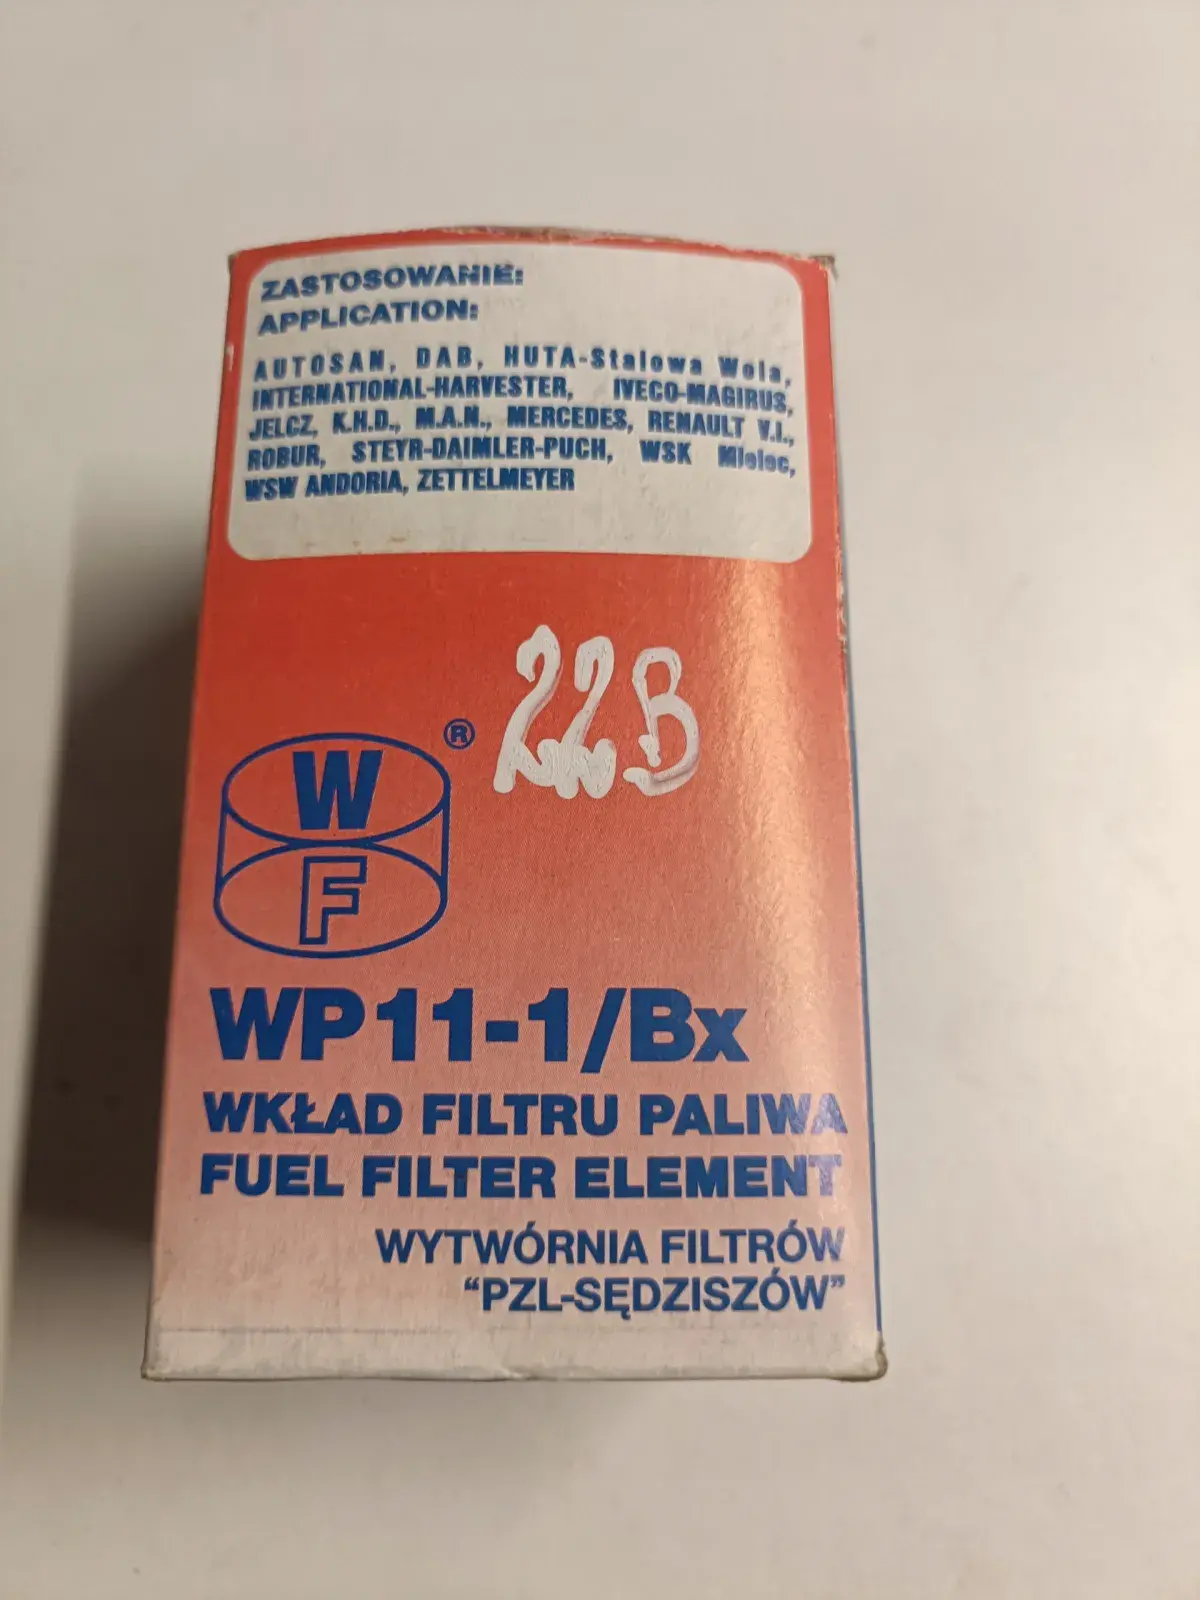 ZASTOSOWANIE:
APPLICATION:
AUTOSAN, DAB, HUTA-Stalowa Wola,
INTERNATIONAL-HARVESTER, IVECO-MAGIRUS,
JELCZ, K.H.D., M.A.N., MERCEDES, RENAULT V.I.,
ROBUR, STEYR-DAIMLER-PUCH, WSK Mielec,
WSW ANDORIA, ZETTELMEYER
22B
®
W
F
WP11-1/Bx
WKŁAD FILTRU PALIWA
FUEL FILTER ELEMENT
WYTWÓRNIA FILTRÓW
“PZL-SĘDZISZÓW”